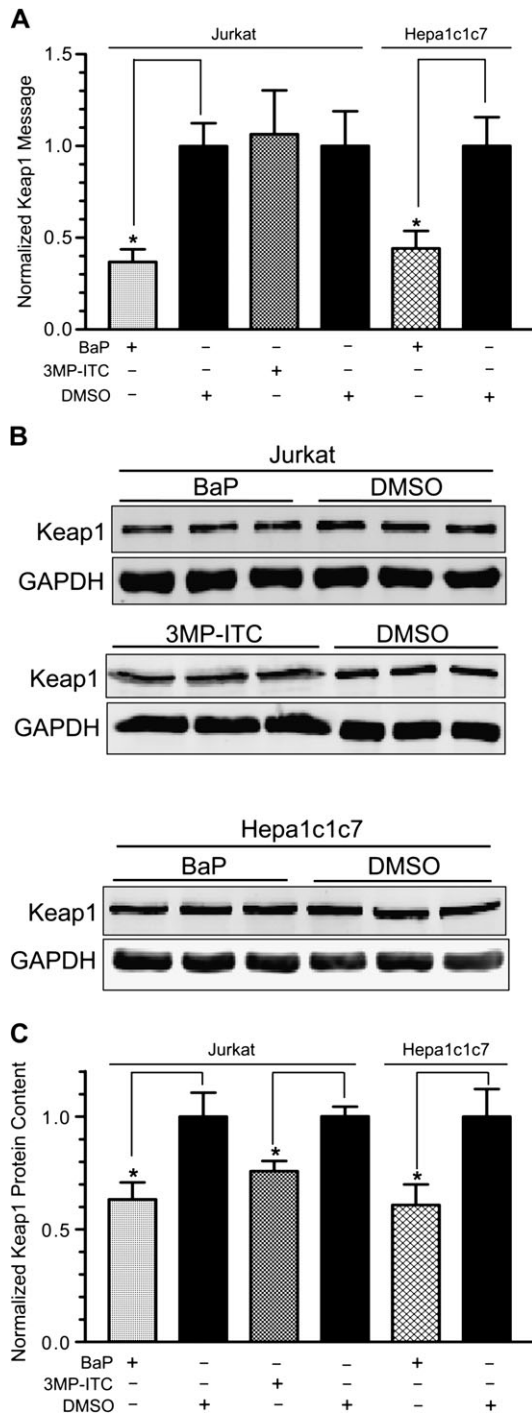 A
Jurkat Hepa1c1c7
Normalized Keap1 Message
1.5
1.0
0.5
0.0
* *
BaP + – – – + –
3MP-ITC – – + – – –
DMSO – + – + – +
B
Jurkat
BaP DMSO
Keap1
GAPDH
3MP-ITC DMSO
Keap1
GAPDH
Hepa1c1c7
BaP DMSO
Keap1
GAPDH
C
Jurkat Hepa1c1c7
Normalized Keap1 Protein Content
1.0
0.5
0.0
* * *
BaP + – – – + –
3MP-ITC – – + – – –
DMSO – + – + – +